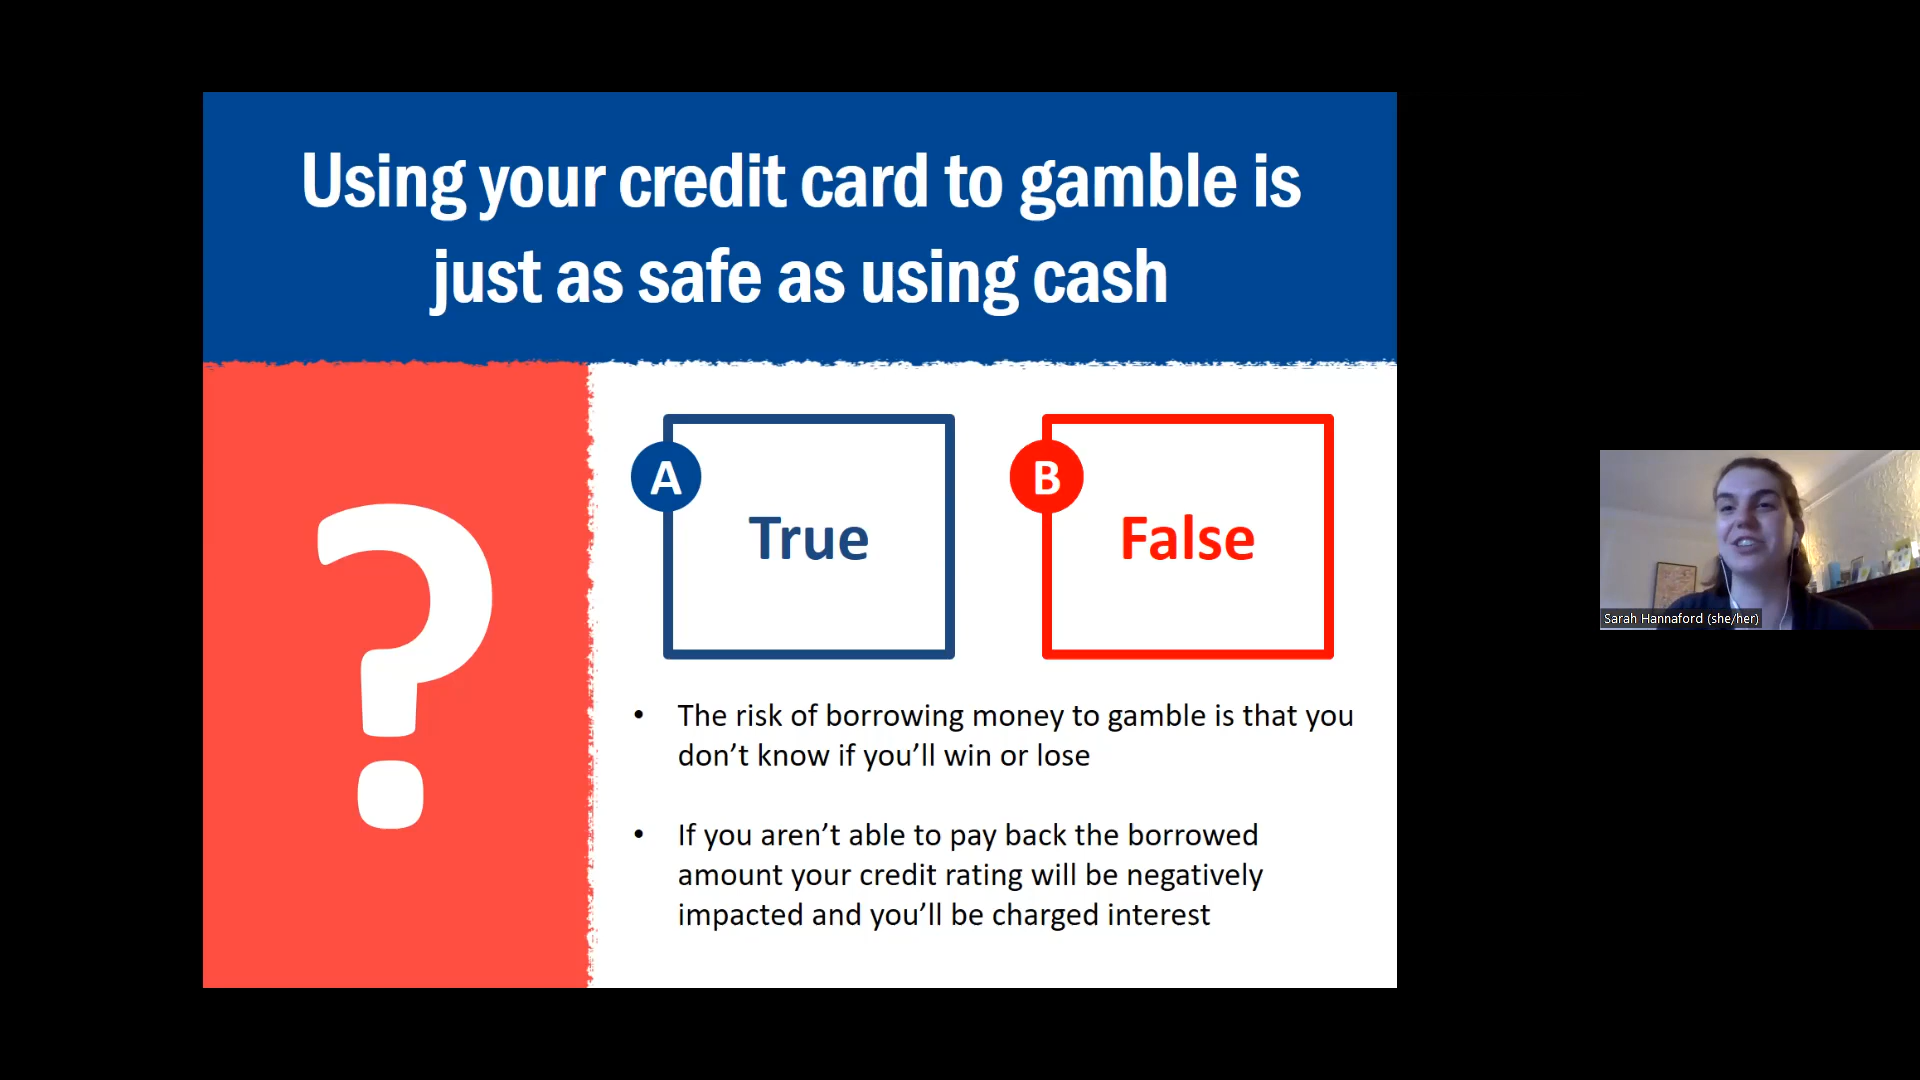 Using your credit card to gamble is
just as safe as using cash
?
A
True
B
False
• The risk of borrowing money to gamble is that you
don’t know if you’ll win or lose
• If you aren’t able to pay back the borrowed
amount your credit rating will be negatively
impacted and you’ll be charged interest
Sarah Hannaford (she/her)